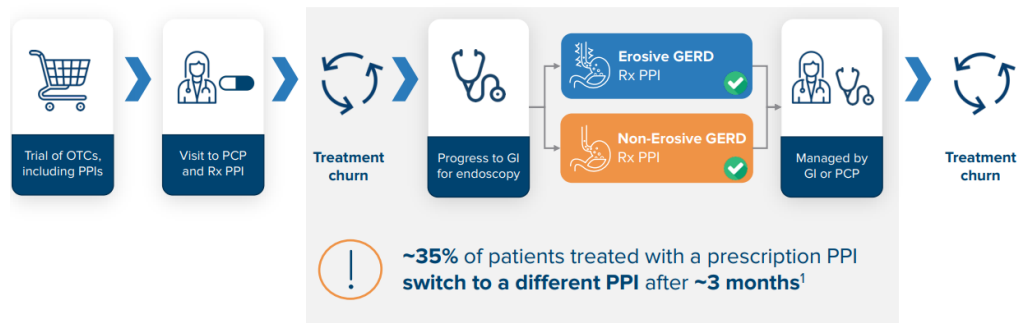 Trial of OTCs,
including PPIs
Visit to PCP
and Rx PPI
Treatment
churn
Progress to GI
for endoscopy
Erosive GERD
Rx PPI
Non-Erosive GERD
Rx PPI
Managed by
GI or PCP
Treatment
churn
~35% of patients treated with a prescription PPI
switch to a different PPI after ~3 months¹